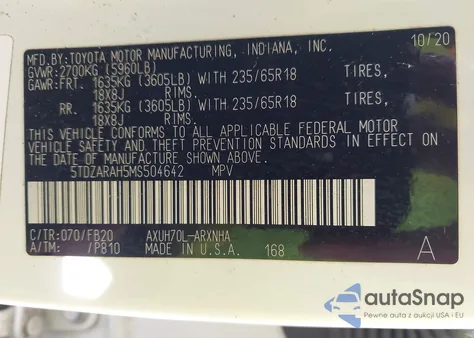 MFD.BY:TOYOTA MOTOR MANUFACTURING, INDIANA, INC. 10/20
GVWR:2700KG (5960LB)
GAWR:FRT. 1635KG (3605LB) WITH 235/65R18 TIRES,
18X8J RIMS.
RR. 1635KG (3605LB) WITH 235/65R18 TIRES,
18X8J RIMS.
THIS VEHICLE CONFORMS TO ALL APPLICABLE FEDERAL MOTOR
VEHICLE SAFETY AND THEFT PREVENTION STANDARDS IN EFFECT ON
THE DATE OF MANUFACTURE SHOWN ABOVE.
5TDZARAH5MS504642 MPV
C/TR:070/FB20 AXUH70L-ARXNHA
A/TM: /P810 MADE IN U.S.A. 168 A
autoSnap
Pewne auta z aukcji USA i EU